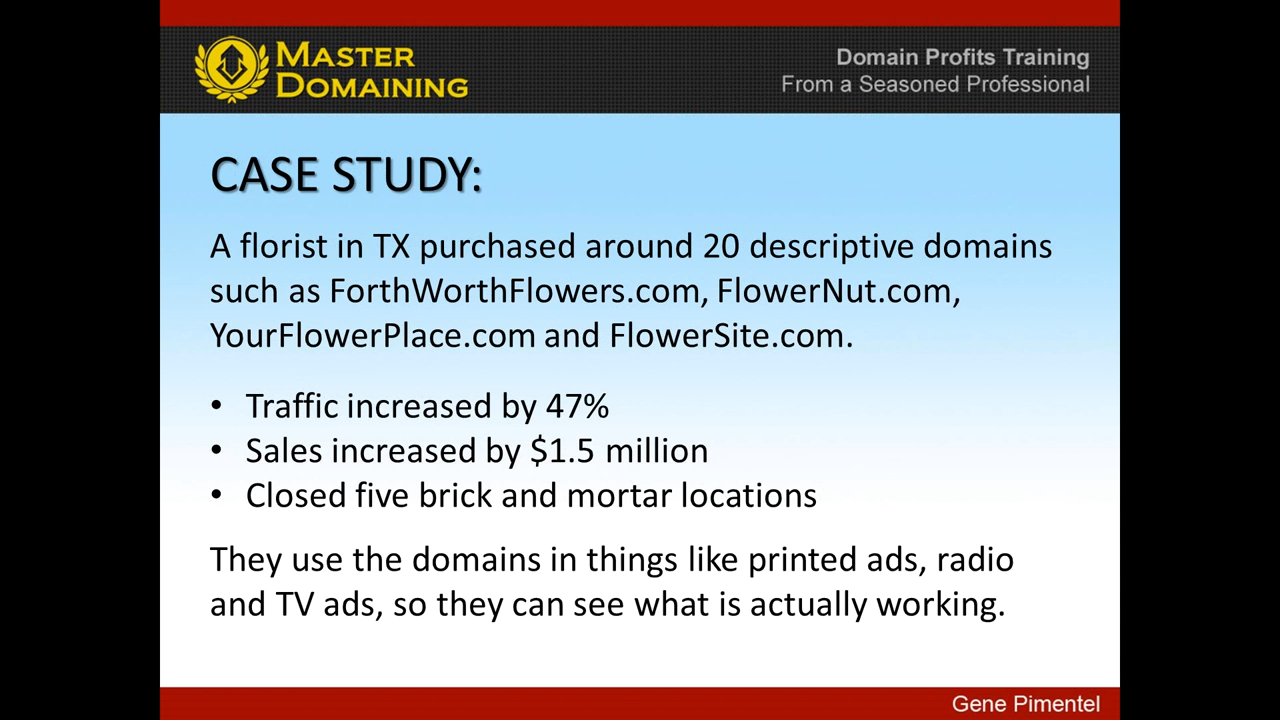 MASTER
DOMAINING
Domain Profits Training
From a Seasoned Professional
CASE STUDY:
A florist in TX purchased around 20 descriptive domains
such as ForthWorthFlowers.com, FlowerNut.com,
YourFlowerPlace.com and FlowerSite.com.
• Traffic increased by 47%
• Sales increased by $1.5 million
• Closed five brick and mortar locations
They use the domains in things like printed ads, radio
and TV ads, so they can see what is actually working.
Gene Pimentel